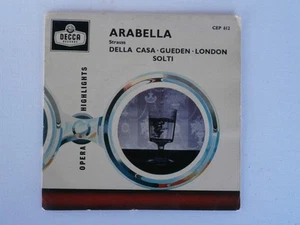 DECCA
CEP 612
ARABELLA
Strauss
DELLA CASA · GUEDEN · LONDON
SOLTI
OPERA HIGHLIGHTS